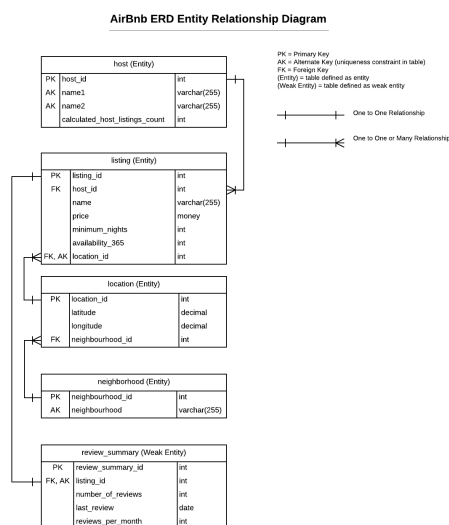 AirBnb ERD Entity Relationship Diagram
PK = Primary Key
AK = Alternate Key (uniqueness constraint in table)
FK = Foreign Key
(Entity) = table defined as entity
(Weak Entity) = table defined as weak entity
One to One Relationship
One to One or Many Relationship
host (Entity)
PK host_id int
AK name1 varchar(255)
AK name2 varchar(255)
calculated_host_listings_count int
listing (Entity)
PK listing_id int
FK host_id int
name varchar(255)
price money
minimum_nights int
availability_365 int
FK, AK location_id int
location (Entity)
PK location_id int
latitude decimal
longitude decimal
FK neighbourhood_id int
neighborhood (Entity)
PK neighbourhood_id int
AK neighbourhood varchar(255)
review_summary (Weak Entity)
PK review_summary_id int
FK, AK listing_id int
number_of_reviews int
last_review date
reviews_per_month int